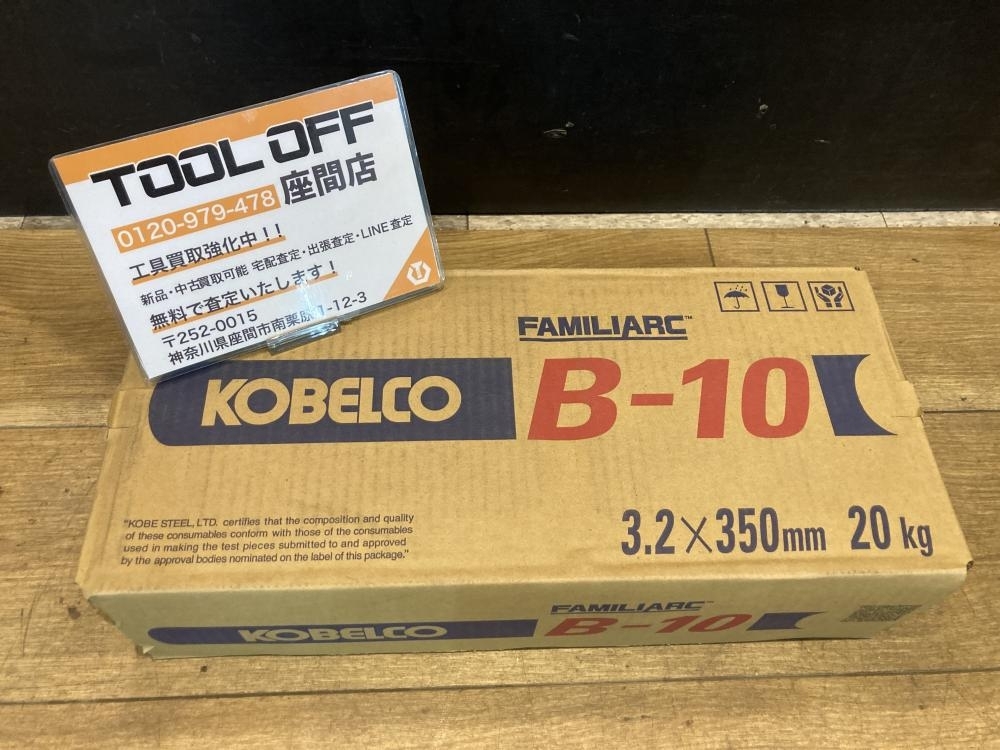 TOOL OFF
0120-979-478 座間店
工具買取強化中！！
新品・中古買取可能 宅配査定・出張査定・LINE査定
無料で査定いたします！
〒252-0015
神奈川県座間市南栗原1-12-3
FAMILIARC™
KOBELCO B-10
"KOBE STEEL, LTD. certifies that the composition and quality
of these consumables conform with those of the consumables
used in making the test pieces submitted to and approved
by the approval bodies nominated on the label of this package."
3.2×350mm 20kg
FAMILIARC™
KOBELCO B-10